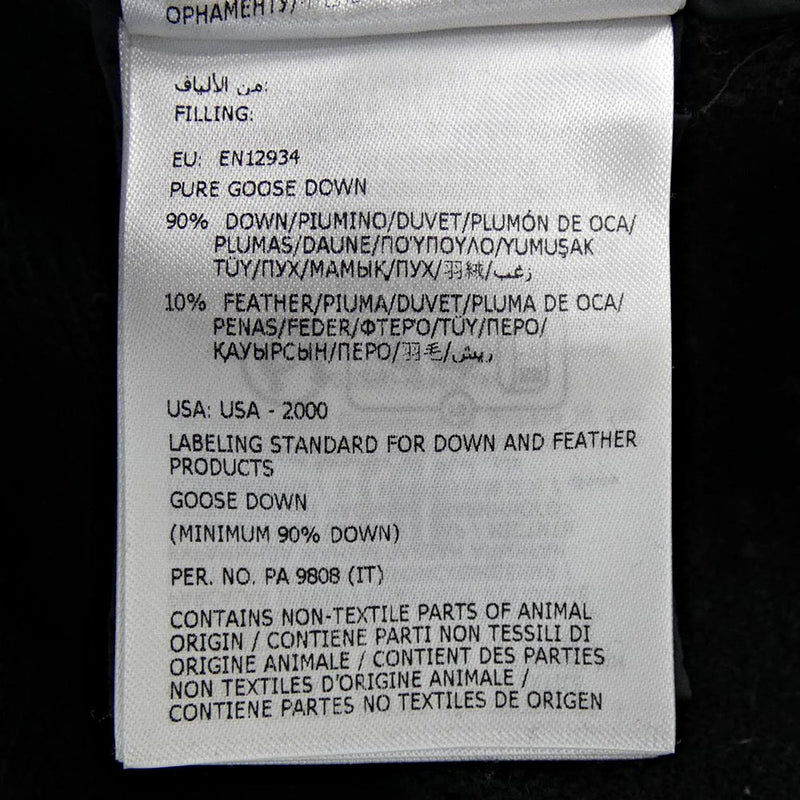 ОРНАМЕНТУ/
من الألياف:
FILLING:
EU: EN12934
PURE GOOSE DOWN
90% DOWN/PIUMINO/DUVET/PLUMÓN DE OCA/
PLUMAS/DAUNE/ΠΟΎΠΟΥΛΟ/YUMUŞAK
TÜY/ПУХ/МАМЫҚ/ПУХ/羽絨/زغب
10% FEATHER/PIUMA/DUVET/PLUMA DE OCA/
PENAS/FEDER/ΦΤΕΡΌ/TÜY/ПЕРО/
ҚАУЫРСЫН/ПЕРО/羽毛/ريش
USA: USA - 2000
LABELING STANDARD FOR DOWN AND FEATHER
PRODUCTS
GOOSE DOWN
(MINIMUM 90% DOWN)
PER. NO. PA 9808 (IT)
CONTAINS NON-TEXTILE PARTS OF ANIMAL
ORIGIN / CONTIENE PARTI NON TESSILI DI
ORIGINE ANIMALE / CONTIENT DES PARTIES
NON TEXTILES D'ORIGINE ANIMALE /
CONTIENE PARTES NO TEXTILES DE ORIGEN